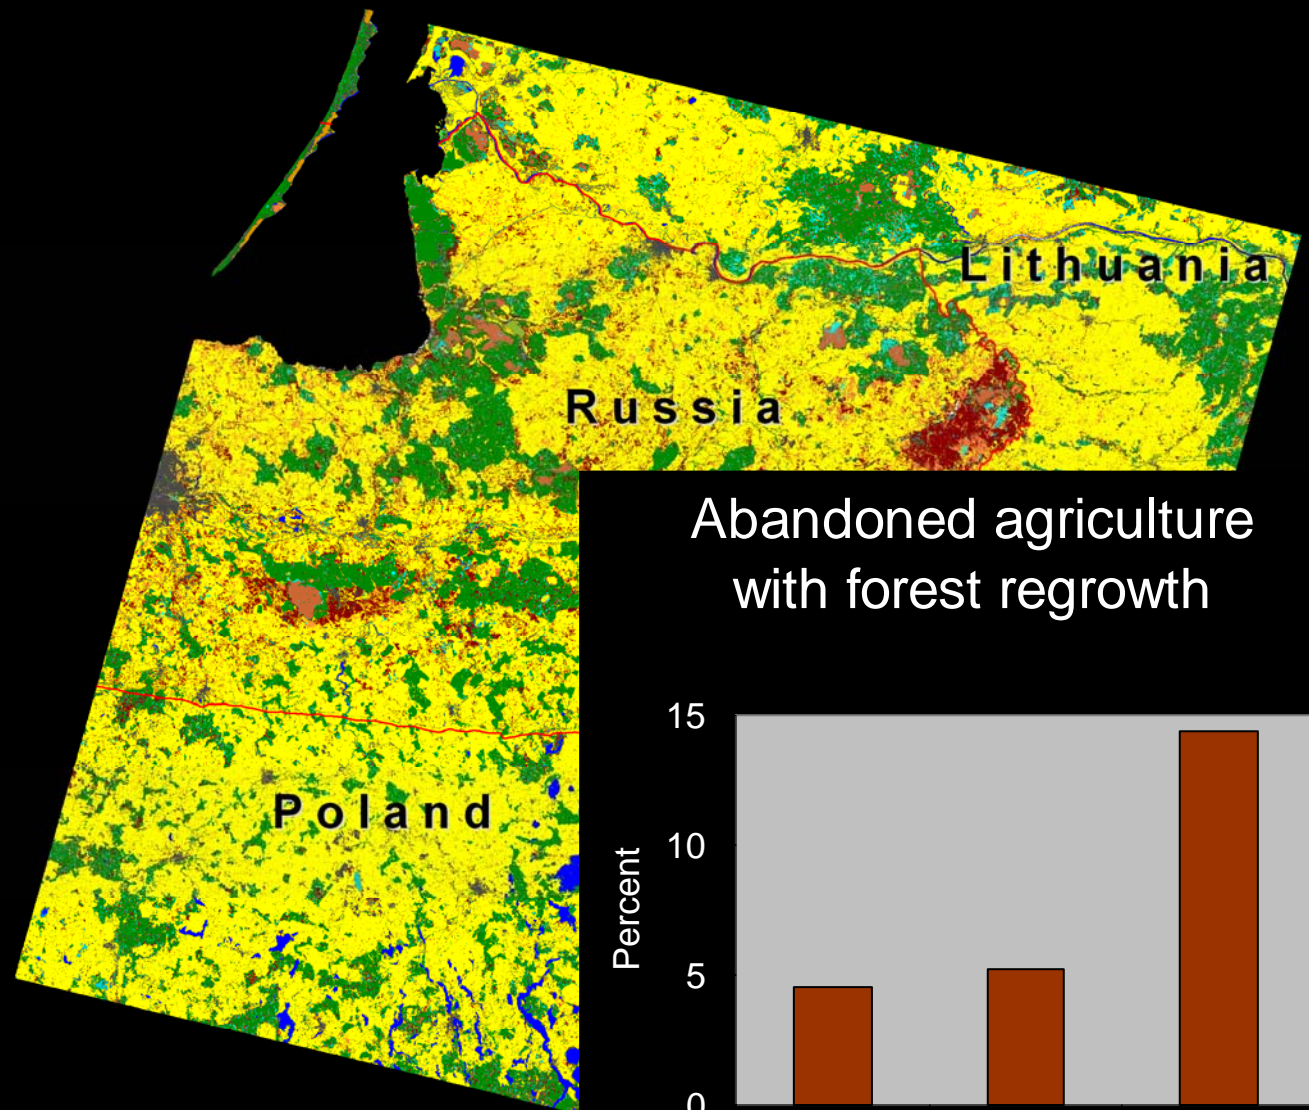 Lithuania
Russia
Abandoned agriculture
with forest regrowth
Poland
Percent
15
10
5
0